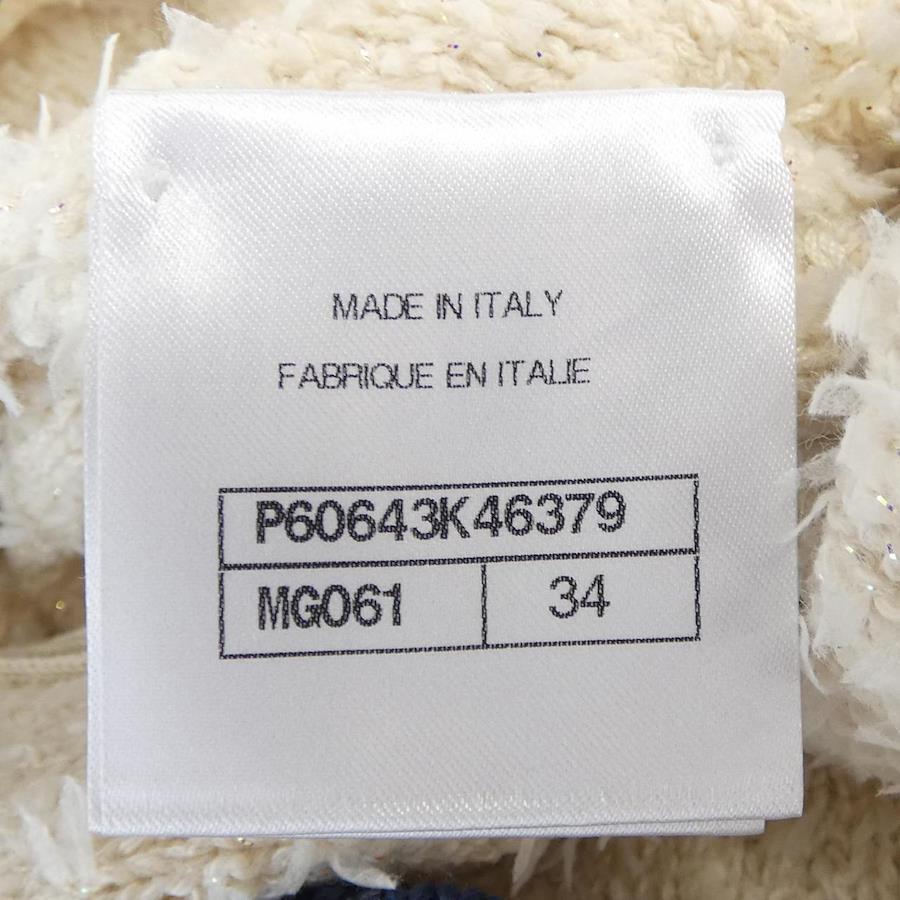 MADE IN ITALY
FABRIQUE EN ITALIE
P60643K46379
MG061 34